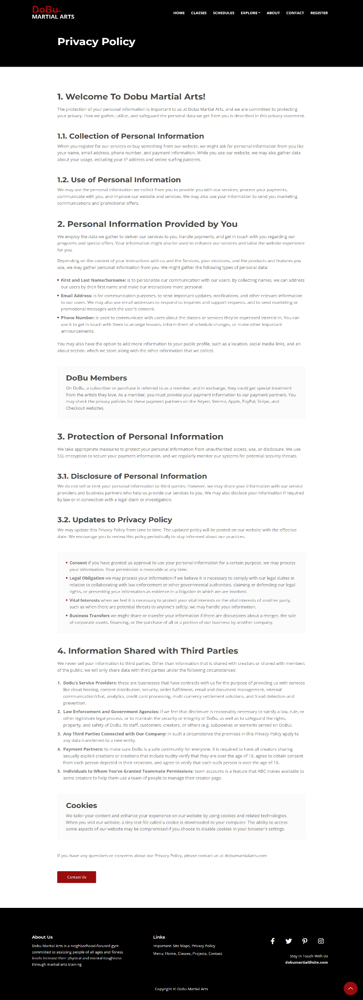 DoBu
MARTIAL ARTS
HOME CLASSES SCHEDULES EXPLORE ABOUT CONTACT REGISTER
Privacy Policy
1. Welcome To Dobu Martial Arts!
The protection of your personal information is important to us at Dobu Martial Arts, and we are committed to protecting
your privacy. How we gather, utilize, and safeguard the personal data we get from you is described in this privacy statement.
1.1. Collection of Personal Information
When you register for our services or buy something from our website, we might ask for personal information from you like
your name, email address, phone number, and payment information. While you use our website, we may also gather data
about your usage, including your IP address and online surfing patterns.
1.2. Use of Personal Information
We may use the personal information we collect from you to provide you with our services, process your payments,
communicate with you, and improve our website and services. We may also use your information to send you marketing
communications and promotional offers.
2. Personal Information Provided by You
We employ the data we gather to deliver our services to you, handle payments, and get in touch with you regarding our
programs and special offers. Your information might also be used to enhance our services and tailor the website experience
for you.
Depending on the context of your interactions with us and the Services, your decisions, and the products and features you
use, we may gather personal information from you. We might gather the following types of personal data:
First and Last Name/Surname: is to personalize our communication with our users. By collecting names, we can address
our users by their first name and make our interactions more personal.
Email Address: is for communication purposes, to send important updates, notifications, and other relevant information
to our users. We may also use email addresses to respond to inquiries and support requests, and to send marketing or
promotional messages with the user's consent.
Phone Number: is used to communicate with users about the classes or services they've expressed interest in. You can
use it to get in touch with them to arrange lessons, inform them of schedule changes, or make other important
announcements.
You may also have the option to add more information to your public profile, such as a location, social media links, and an
about section, which we store along with the other information that we collect.
DoBu Members
On DoBu, a subscriber or purchase is referred to as a member, and in exchange, they could get special treatment
from the artists they love. As a member, you must provide your payment information to our payment partners. You
may check the privacy policies for these payment partners on the Adyen, Venmo, Apple, PayPal, Stripe, and
Checkout websites.
3. Protection of Personal Information
We take appropriate measures to protect your personal information from unauthorized access, use, or disclosure. We use
SSL encryption to secure your payment information, and we regularly monitor our systems for potential security threats.
3.1. Disclosure of Personal Information
We do not sell or rent your personal information to third parties. However, we may share your information with our service
providers and business partners who help us provide our services to you. We may also disclose your information if required
by law or in connection with a legal claim or investigation.
3.2. Updates to Privacy Policy
We may update this Privacy Policy from time to time. The updated policy will be posted on our website with the effective
date. We encourage you to review this policy periodically to stay informed about our practices.
Consent if you have granted us approval to use your personal information for a certain purpose, we may process
your information. Your permission is revocable at any time.
Legal Obligation we may process your information if we believe it is necessary to comply with our legal duties in
relation to collaborating with law enforcement or other governmental authorities, claiming or defending our legal
rights, or presenting your information as evidence in a litigation in which we are involved.
Vital Interests when we feel it is necessary to protect your vital interests or the vital interests of another party,
such as when there are potential threats to anyone's safety, we may handle your information.
Business Transfers we might share or transfer your information if there are discussions about a merger, the sale
of corporate assets, financing, or the purchase of all or a portion of our business by another company.
4. Information Shared with Third Parties
We never sell your information to third parties. Other than information that is shared with creators or shared with members
of the public, we will only share data with third parties under the following circumstances:
1. DoBu's Service Providers: these are businesses that have contracts with us for the purpose of providing us with services
like cloud hosting, content distribution, security, order fulfillment, email and document management, internal
communication/chat, analytics, credit card processing, multi-currency settlement solutions, and fraud detection and
prevention.
2. Law Enforcement and Government Agencies: if we feel that disclosure is reasonably necessary to satisfy a law, rule, or
other legitimate legal process, or to maintain the security or integrity of DoBu, as well as to safeguard the rights,
property, and safety of DoBu, its staff, customers, creators, or others (e.g. subpoenas or warrants served on DoBu).
3. Any Third Parties Connected with Our Company: in such a circumstance the promises in this Privacy Policy apply to
any data transferred to a new entity.
4. Payment Partners: to make sure DoBu is a safe community for everyone, it is required to have all creators sharing
sexually explicit creations or creations that include nudity verify that they are over the age of 18, agree to obtain consent
from each person depicted in their creations, and agree to verify that each such person is over the age of 18.
5. Individuals to Whom You've Granted Teammate Permissions: team accounts is a feature that ABC makes available to
some creators to help them use a team of people to manage their creator page.
Cookies
We tailor your content and enhance your experience on our website by using cookies and related technologies.
When you visit our website, a tiny text file called a cookie is downloaded to your computer. The ability to access
some aspects of our website may be compromised if you choose to disable cookies in your browser's settings.
If you have any questions or concerns about our Privacy Policy, please contact us at dobumartialarts.com
Contact Us
About Us
Dobu Martial Arts is a neighborhood-focused gym
committed to assisting people of all ages and fitness
levels increase their physical and mental toughness
through martial arts training
Links
Important: Site Maps, Privacy Policy
Menu: Home, Classes, Projects, Contact
Stay In Touch With Us
dobumartial@site.com
Copyright © DoBu Martial Arts